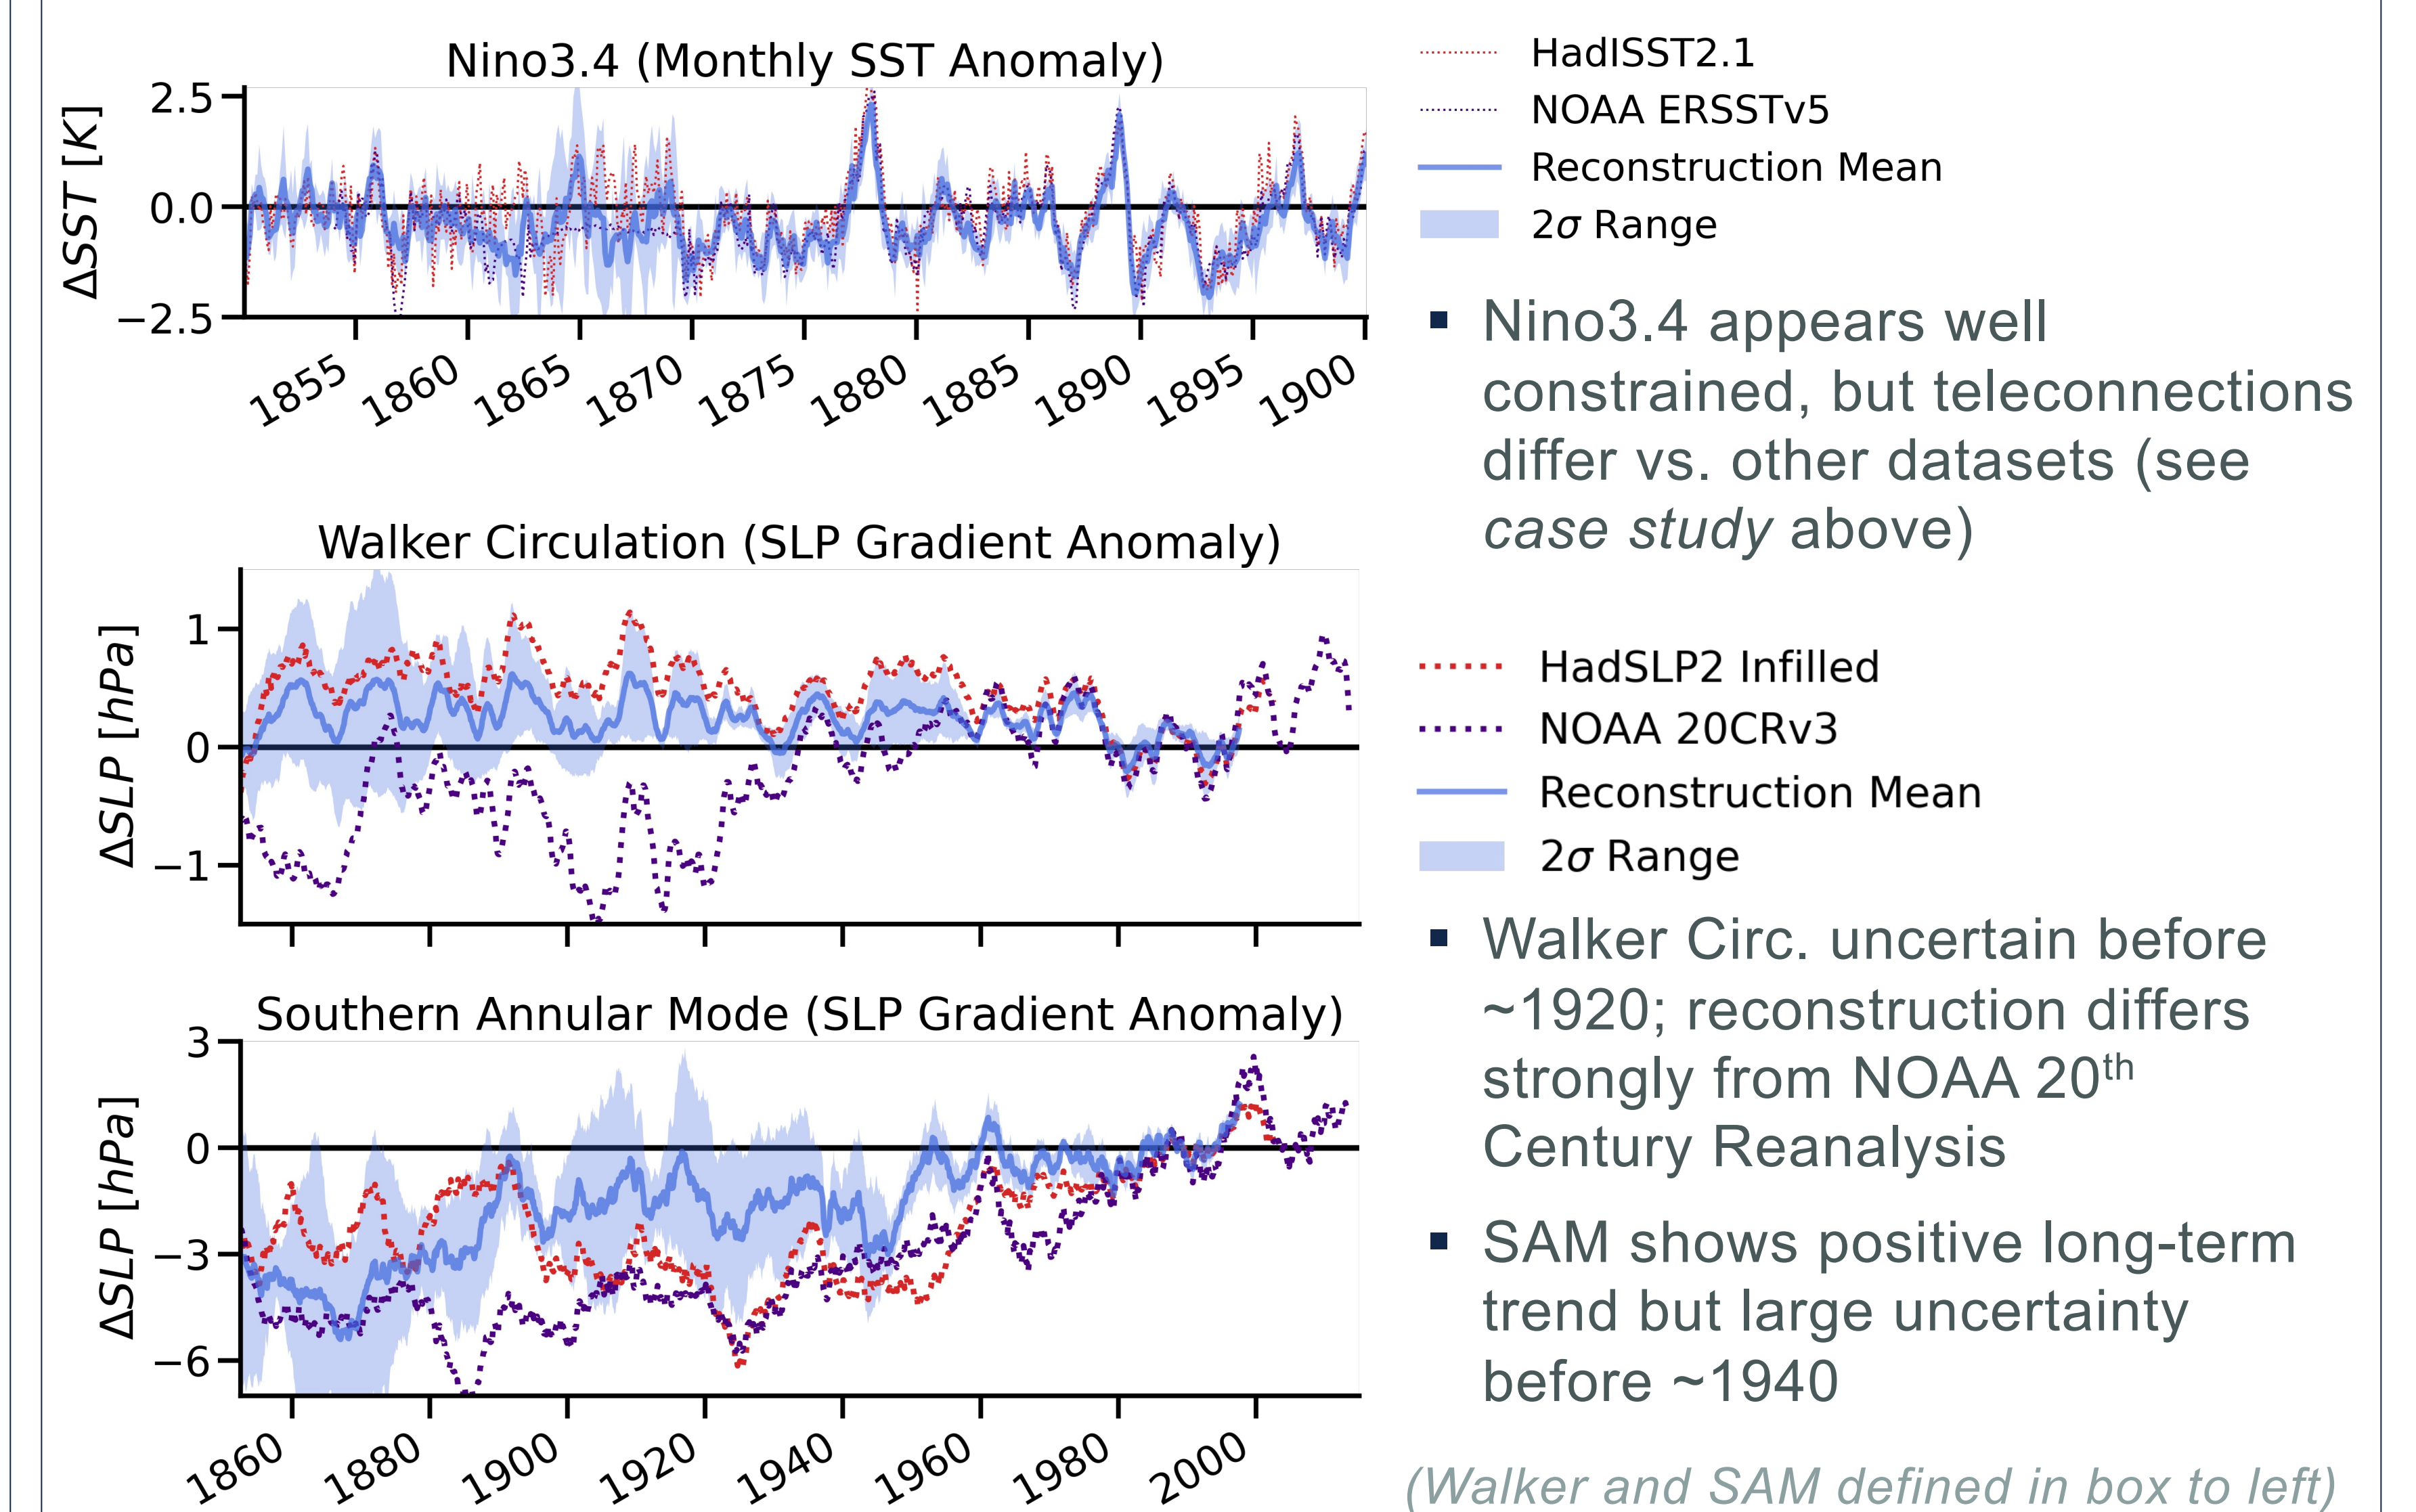 Nino3.4 (Monthly SST Anomaly)
ΔSST [K]
2.5
0.0
−2.5
1855 1860 1865 1870 1875 1880 1885 1890 1895 1900
HadISST2.1
NOAA ERSSTv5
Reconstruction Mean
2σ Range
▪ Nino3.4 appears well
constrained, but teleconnections
differ vs. other datasets (see
case study above)
Walker Circulation (SLP Gradient Anomaly)
ΔSLP [hPa]
1
0
−1
HadSLP2 Infilled
NOAA 20CRv3
Reconstruction Mean
2σ Range
▪ Walker Circ. uncertain before
~1920; reconstruction differs
strongly from NOAA 20th
Century Reanalysis
Southern Annular Mode (SLP Gradient Anomaly)
ΔSLP [hPa]
3
0
−3
−6
1860 1880 1900 1920 1940 1960 1980 2000
▪ SAM shows positive long-term
trend but large uncertainty
before ~1940
(Walker and SAM defined in box to left)